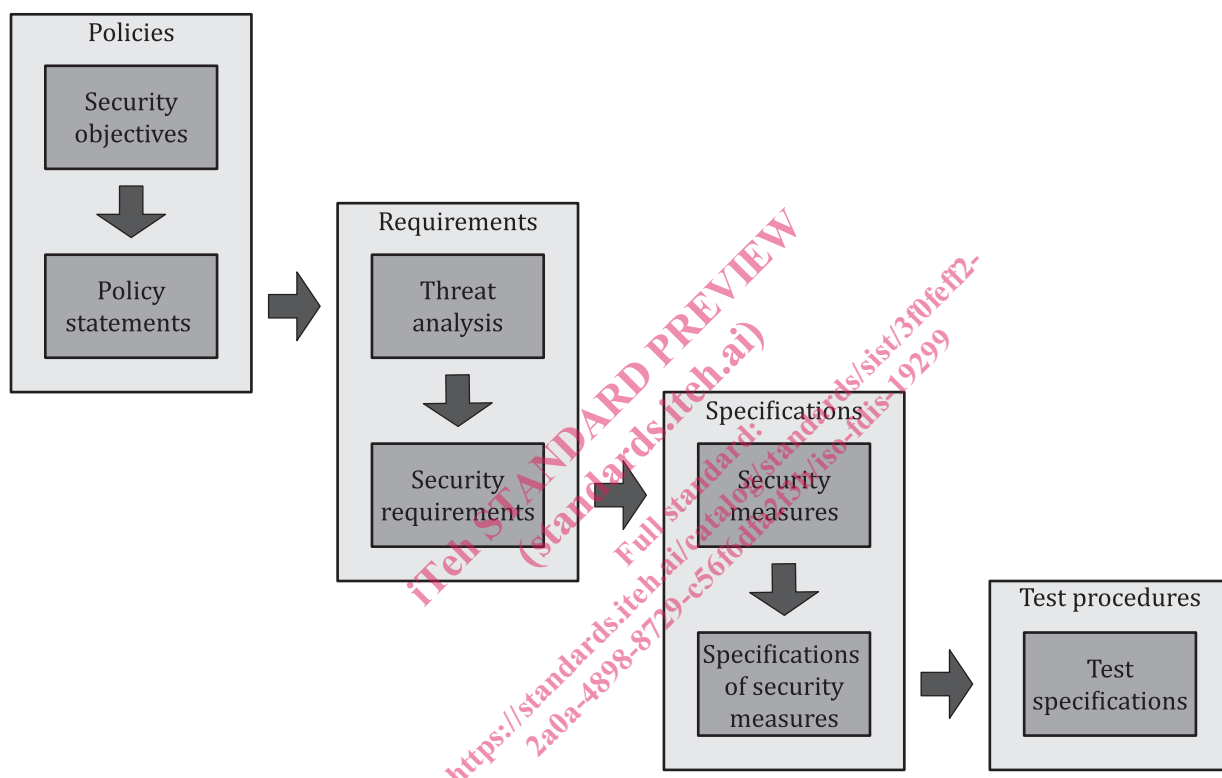 Policies
Security
objectives
Policy
statements
Requirements
Threat
analysis
Security
requirements
Specifications
Security
measures
Specifications
of security
measures
Test procedures
Test
specifications
iTeh STANDARD PREVIEW
(standards.iteh.ai)
Full standard:
https://standards.iteh.ai/catalog/standards/sist/3f0feff2-
2a0a-4898-8729-c56f6dfa2f3b/iso-fdis-19299